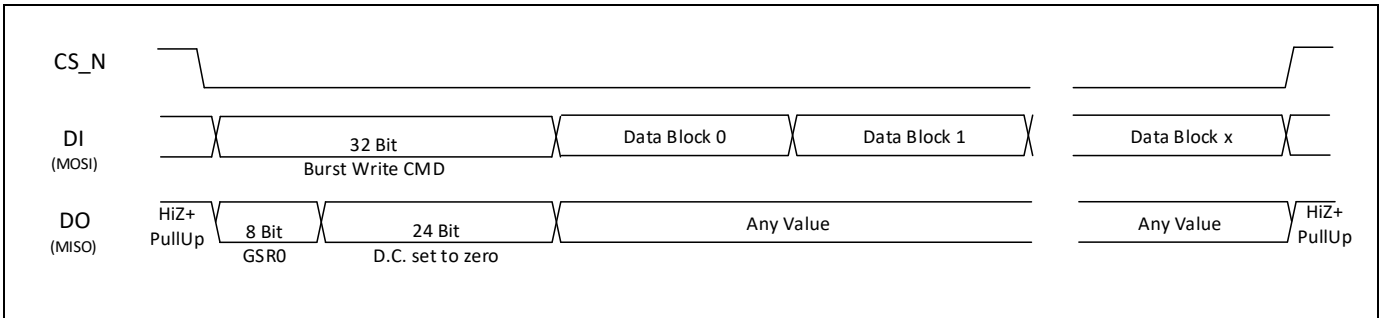 CS_N
DI
(MOSI)
32 Bit
Burst Write CMD
Data Block 0
Data Block 1
Data Block x
DO
(MISO)
HiZ+
PullUp
8 Bit
GSR0
24 Bit
D.C. set to zero
Any Value
Any Value
HiZ+
PullUp